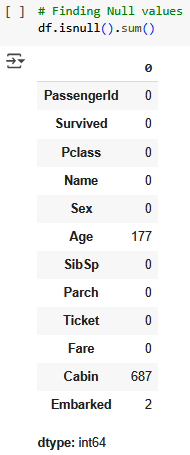 [ ] # Finding Null values
df.isnull().sum()
0
PassengerId 0
Survived 0
Pclass 0
Name 0
Sex 0
Age 177
SibSp 0
Parch 0
Ticket 0
Fare 0
Cabin 687
Embarked 2
dtype: int64